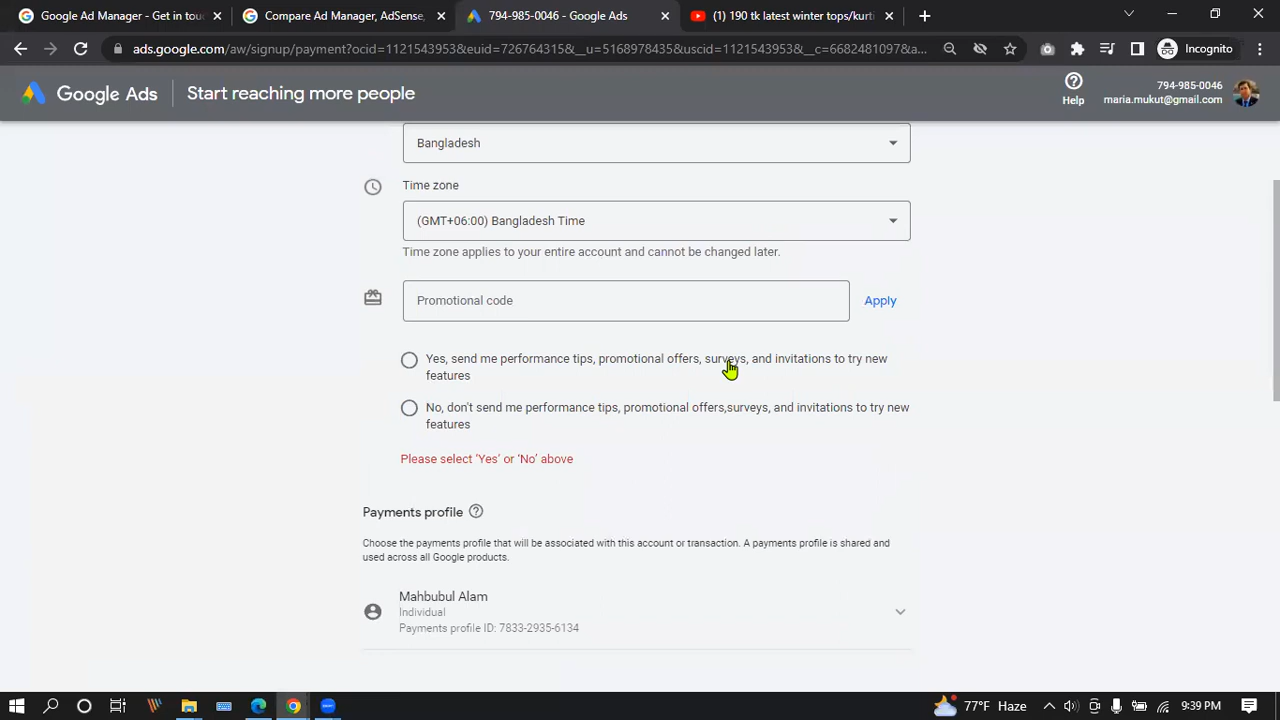 Google Ad Manager - Get in touc
Compare Ad Manager, AdSense,
794-985-0046 - Google Ads
(1) 190 tk latest winter tops/kurti
ads.google.com/aw/signup/payment?ocid=1121543953&euid=726764315&__u=5168978435&uscid=1121543953&__c=6682481097&a...
Incognito
Google Ads
Start reaching more people
Help
794-985-0046
maria.mukut@gmail.com
Bangladesh
Time zone
(GMT+06:00) Bangladesh Time
Time zone applies to your entire account and cannot be changed later.
Promotional code
Apply
Yes, send me performance tips, promotional offers, surveys, and invitations to try new
features
No, don't send me performance tips, promotional offers,surveys, and invitations to try new
features
Please select 'Yes' or 'No' above
Payments profile
Choose the payments profile that will be associated with this account or transaction. A payments profile is shared and
used across all Google products.
Mahbubul Alam
Individual
Payments profile ID: 7833-2935-6134
77°F Haze
9:39 PM